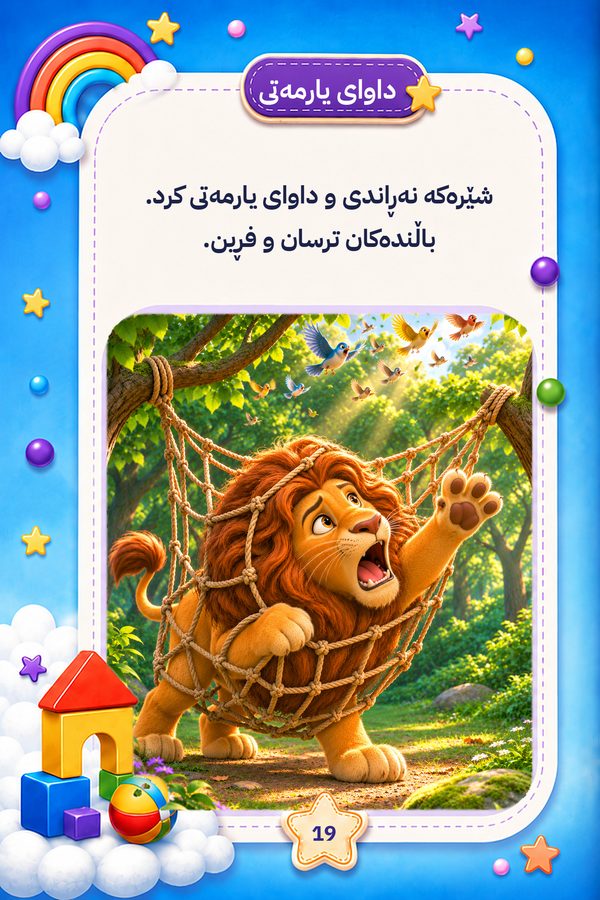 داوای یارمەتی
شێرەکە نەڕاندی و داوای یارمەتی کرد.
باڵندەکان ترسان و فڕین.
19